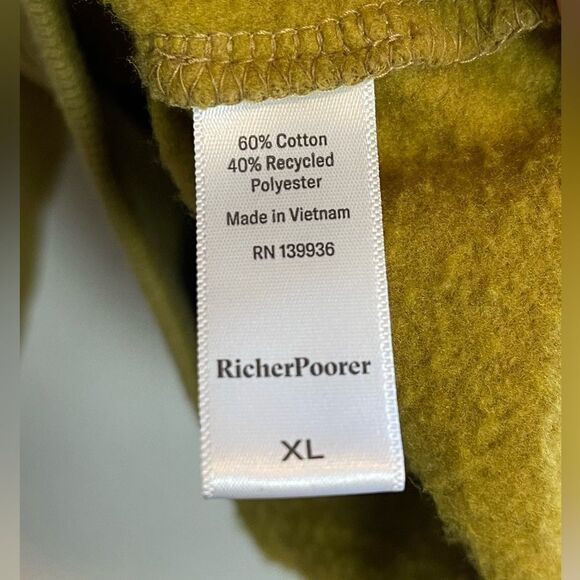 60% Cotton
40% Recycled
Polyester
Made in Vietnam
RN 139936
RicherPoorer
XL